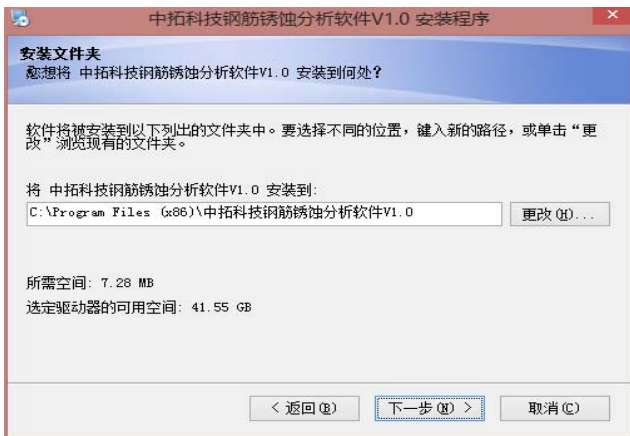 中拓科技钢筋锈蚀分析软件V1.0 安装程序
安装文件夹
您想将 中拓科技钢筋锈蚀分析软件V1.0 安装到何处?
软件将被安装到以下列出的文件夹中。要选择不同的位置，键入新的路径，或单击“更
改”浏览现有的文件夹。
将 中拓科技钢筋锈蚀分析软件V1.0 安装到:
C:\Program Files (x86)\中拓科技钢筋锈蚀分析软件V1.0
更改(H)...
所需空间: 7.28 MB
选定驱动器的可用空间: 41.55 GB
< 返回(B) 下一步(N) > 取消(C)